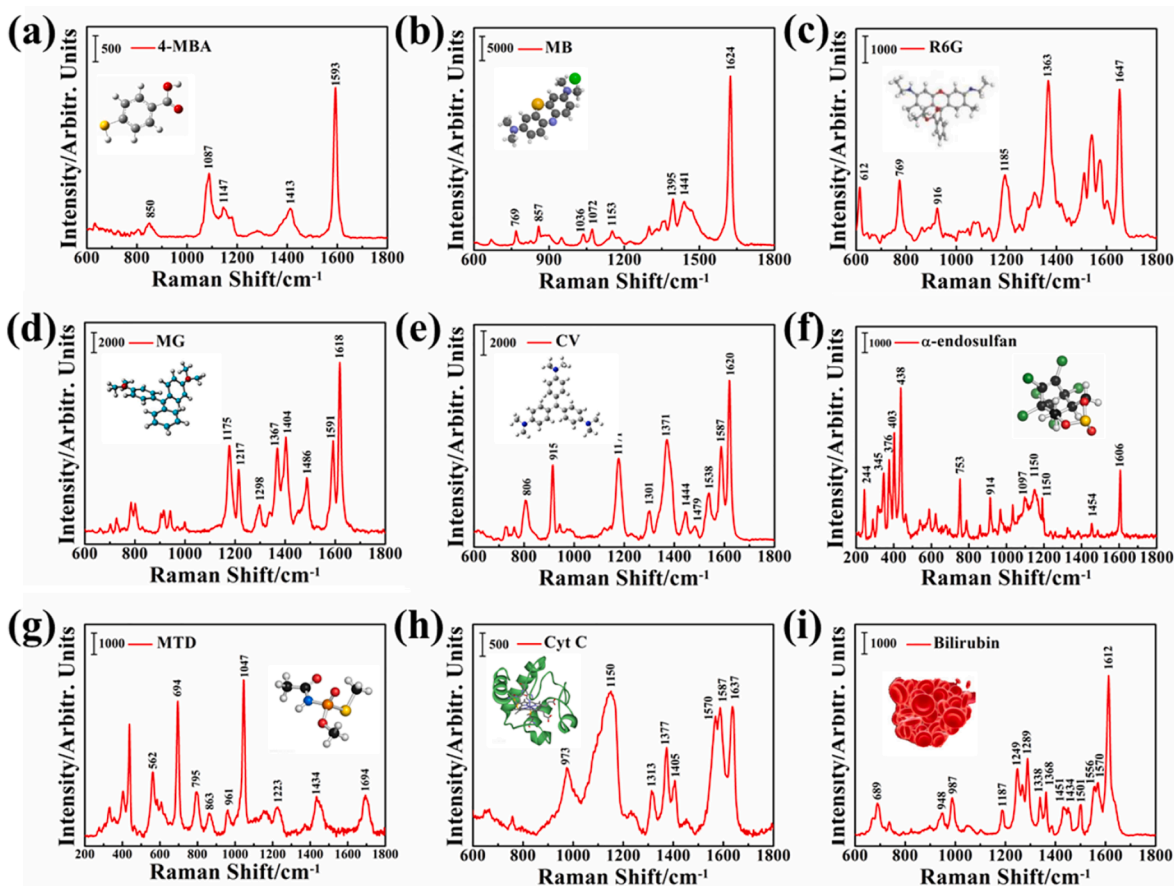 (a)
500
4-MBA
850
1087
1147
1413
1593
Intensity/Arbitr. Units
600 800 1000 1200 1400 1600 1800
Raman Shift/cm-1
(b)
5000
MB
769
857
1036
1072
1153
1395
1441
1624
Intensity/Arbitr. Units
600 900 1200 1500 1800
Raman Shift/cm-1
(c)
1000
R6G
612
769
916
1185
1363
1647
Intensity/Arbitr. Units
600 800 1000 1200 1400 1600 1800
Raman Shift/cm-1
(d)
2000
MG
1175
1217
1298
1367
1404
1486
1591
1618
Intensity/Arbitr. Units
600 800 1000 1200 1400 1600 1800
Raman Shift/cm-1
(e)
2000
CV
806
915
1301
1371
1444
1479
1538
1587
1620
Intensity/Arbitr. Units
600 800 1000 1200 1400 1600 1800
Raman Shift/cm-1
(f)
1000
α-endosulfan
244
345
376
403
438
753
914
1097
1150
1150
1454
1606
Intensity/Arbitr. Units
200 400 600 800 1000 1200 1400 1600 1800
Raman Shift/cm-1
(g)
1000
MTD
562
694
795
863
961
1047
1223
1434
1694
Intensity/Arbitr. Units
200 400 600 800 1000 1200 1400 1600 1800
Raman Shift/cm-1
(h)
500
Cyt C
973
1150
1313
1377
1405
1570
1587
1637
Intensity/Arbitr. Units
600 800 1000 1200 1400 1600 1800
Raman Shift/cm-1
(i)
1000
Bilirubin
689
948
987
1187
1249
1289
1338
1368
1451
1434
1501
1556
1570
1612
Intensity/Arbitr. Units
600 800 1000 1200 1400 1600 1800
Raman Shift/cm-1